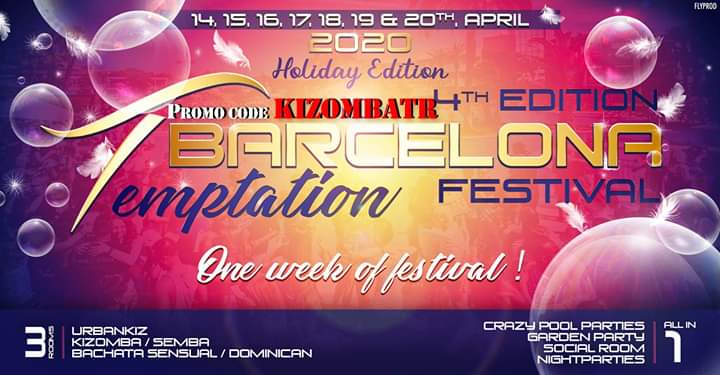 FLYPROD
14, 15, 16, 17, 18, 19 & 20TH, APRIL
2020
Holiday Edition
PROMO CODE KIZOMBATR
4TH EDITION
BARCELONA
Temptation
FESTIVAL
One week of festival !
3 ROOMS
URBANKIZ
KIZOMBA / SEMBA
BACHATA SENSUAL / DOMINICAN
CRAZY POOL PARTIES
GARDEN PARTY
SOCIAL ROOM
NIGHTPARTIES
ALL IN
1